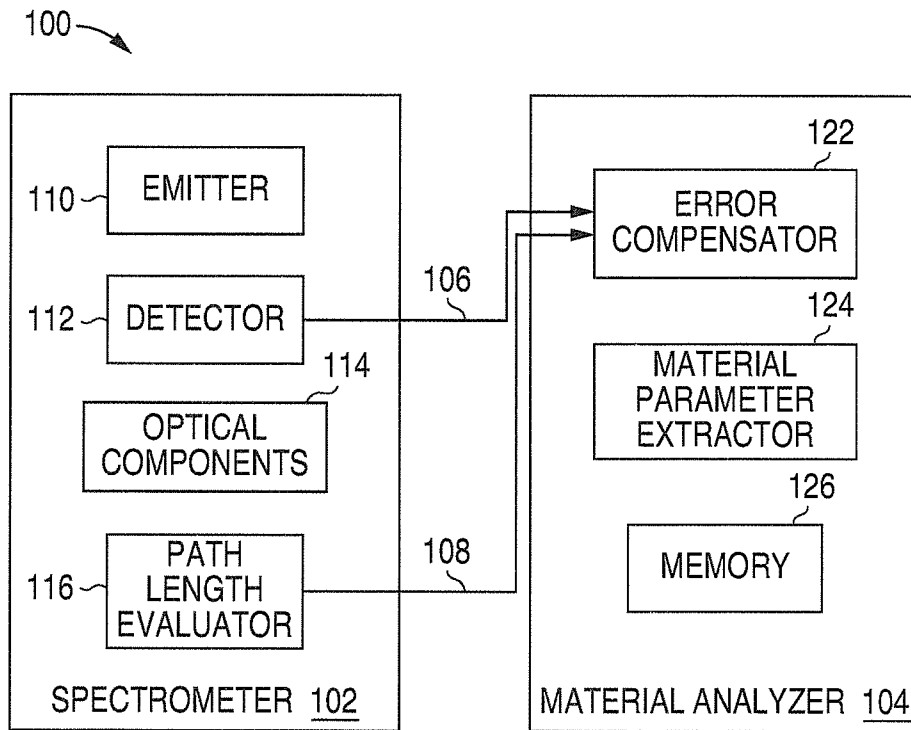 100
110
EMITTER
112
DETECTOR
106
114
OPTICAL
COMPONENTS
116
PATH
LENGTH
EVALUATOR
108
SPECTROMETER 102
122
ERROR
COMPENSATOR
124
MATERIAL
PARAMETER
EXTRACTOR
126
MEMORY
MATERIAL ANALYZER 104